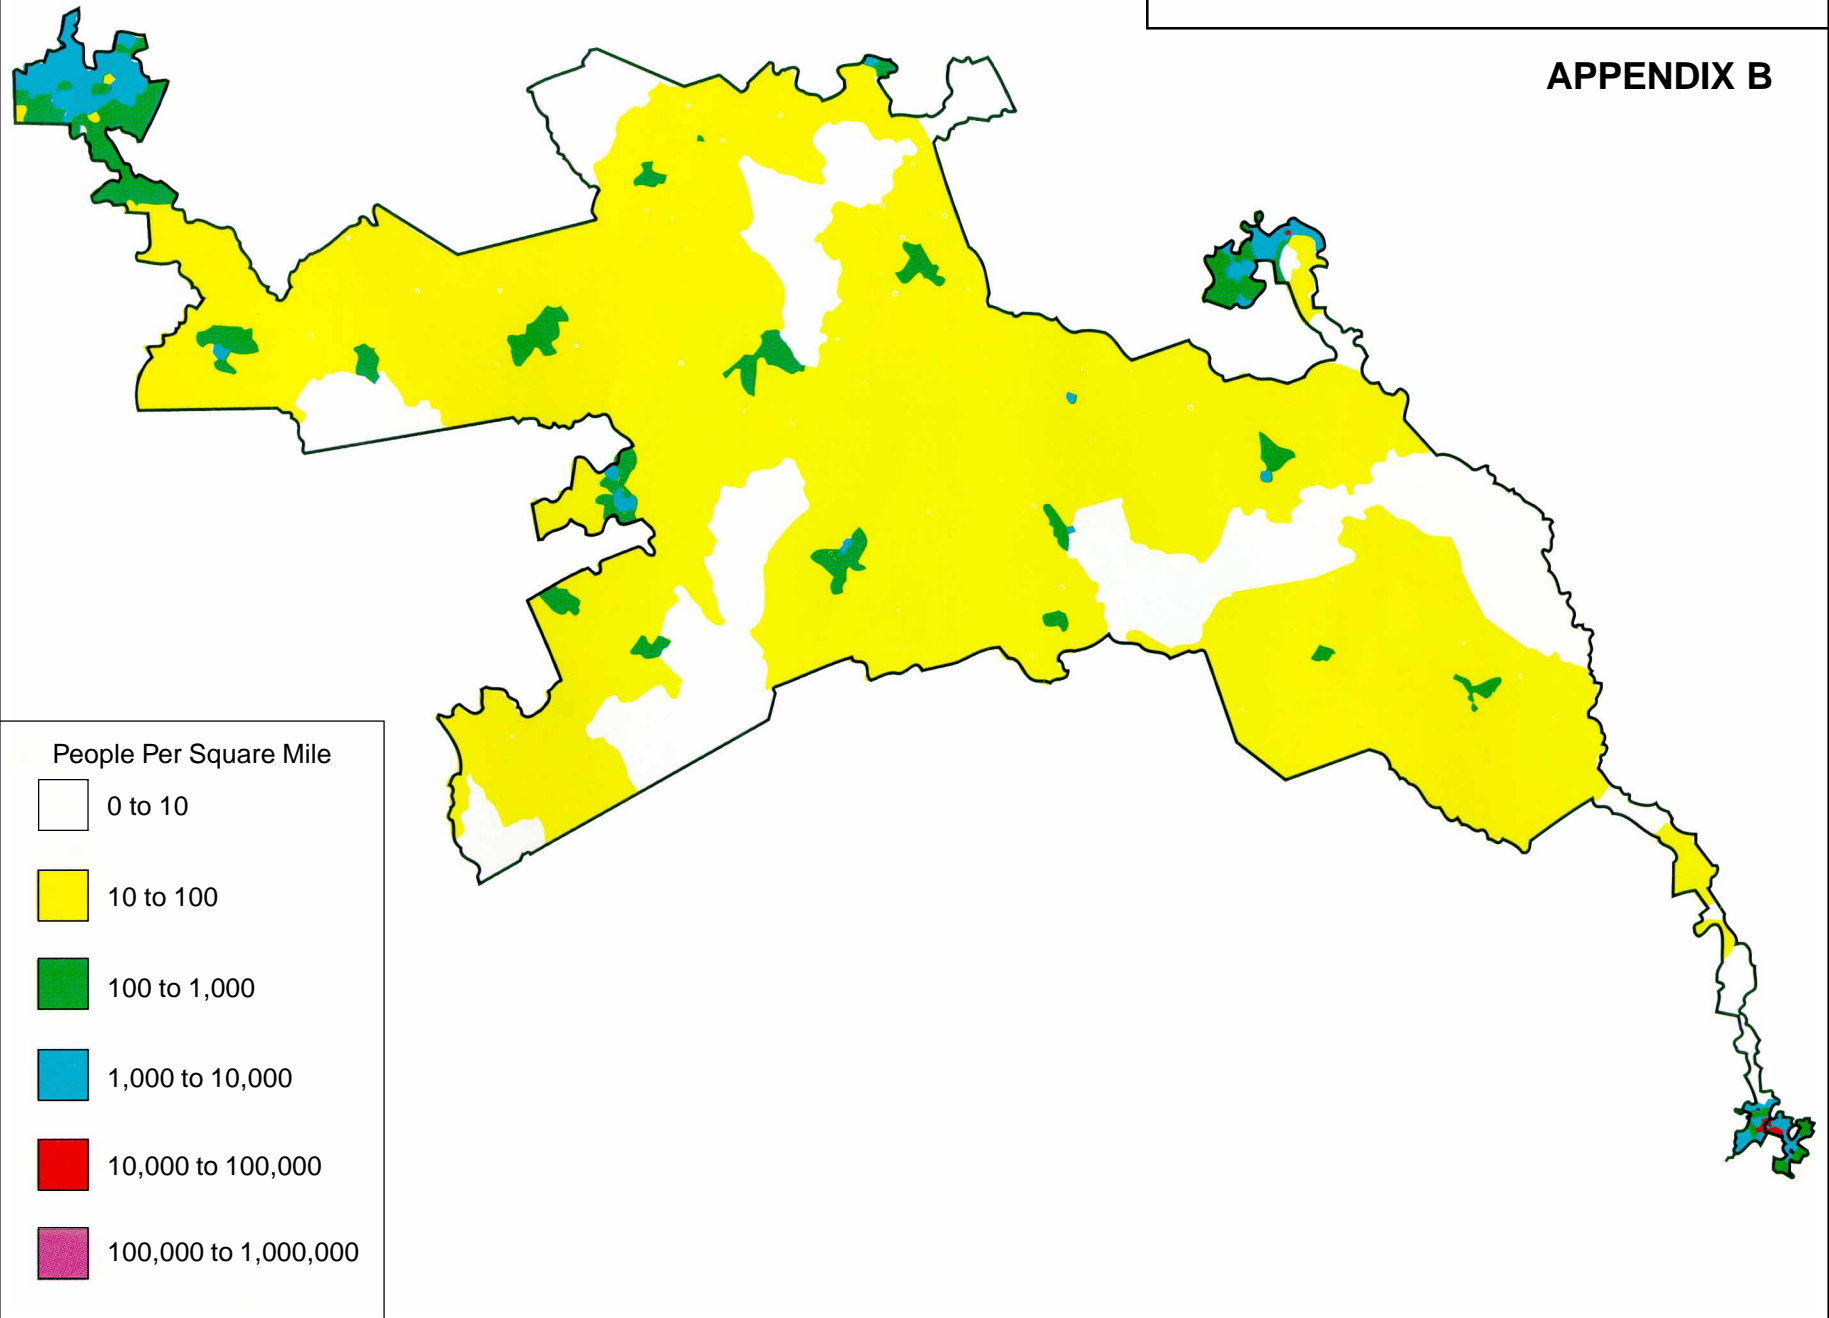 APPENDIX B
People Per Square Mile
0 to 10
10 to 100
100 to 1,000
1,000 to 10,000
10,000 to 100,000
100,000 to 1,000,000